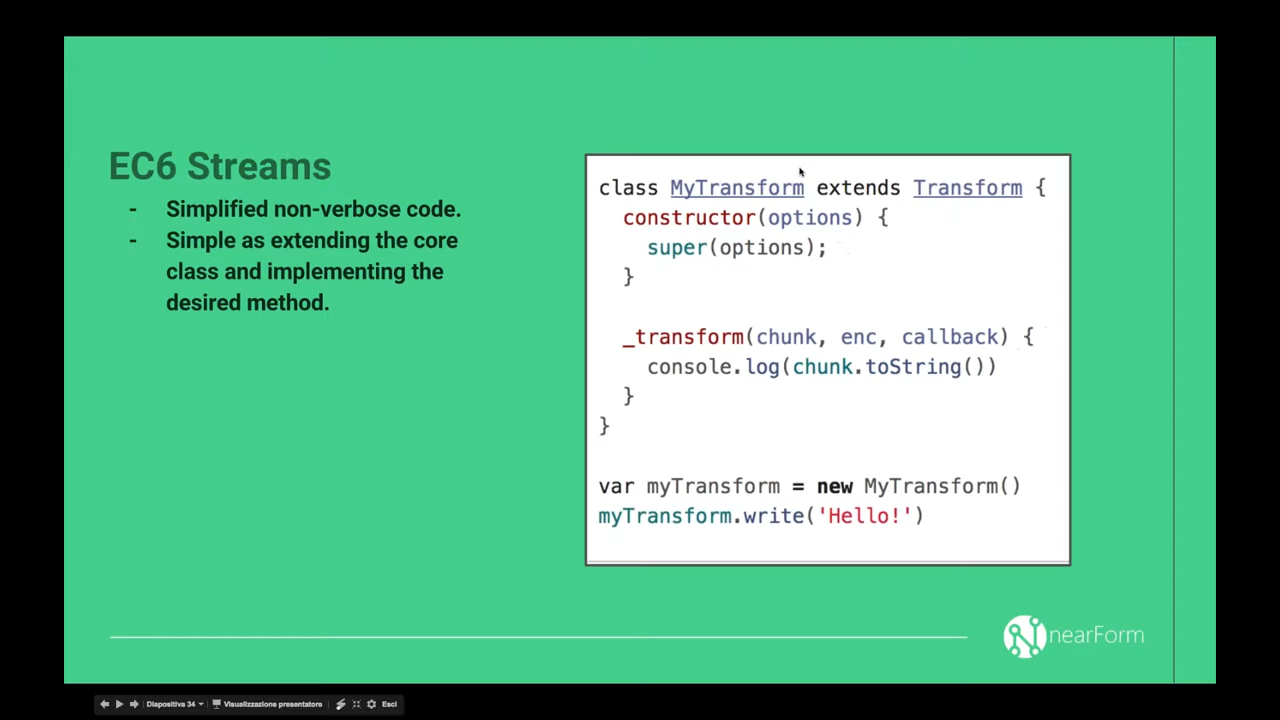 EC6 Streams
- Simplified non-verbose code.
- Simple as extending the core
class and implementing the
desired method.
class MyTransform extends Transform {
constructor(options) {
super(options);
}
_transform(chunk, enc, callback) {
console.log(chunk.toString())
}
}
var myTransform = new MyTransform()
myTransform.write('Hello!')
nearForm
Diapositiva 34 Visualizzazione presentatore Esci